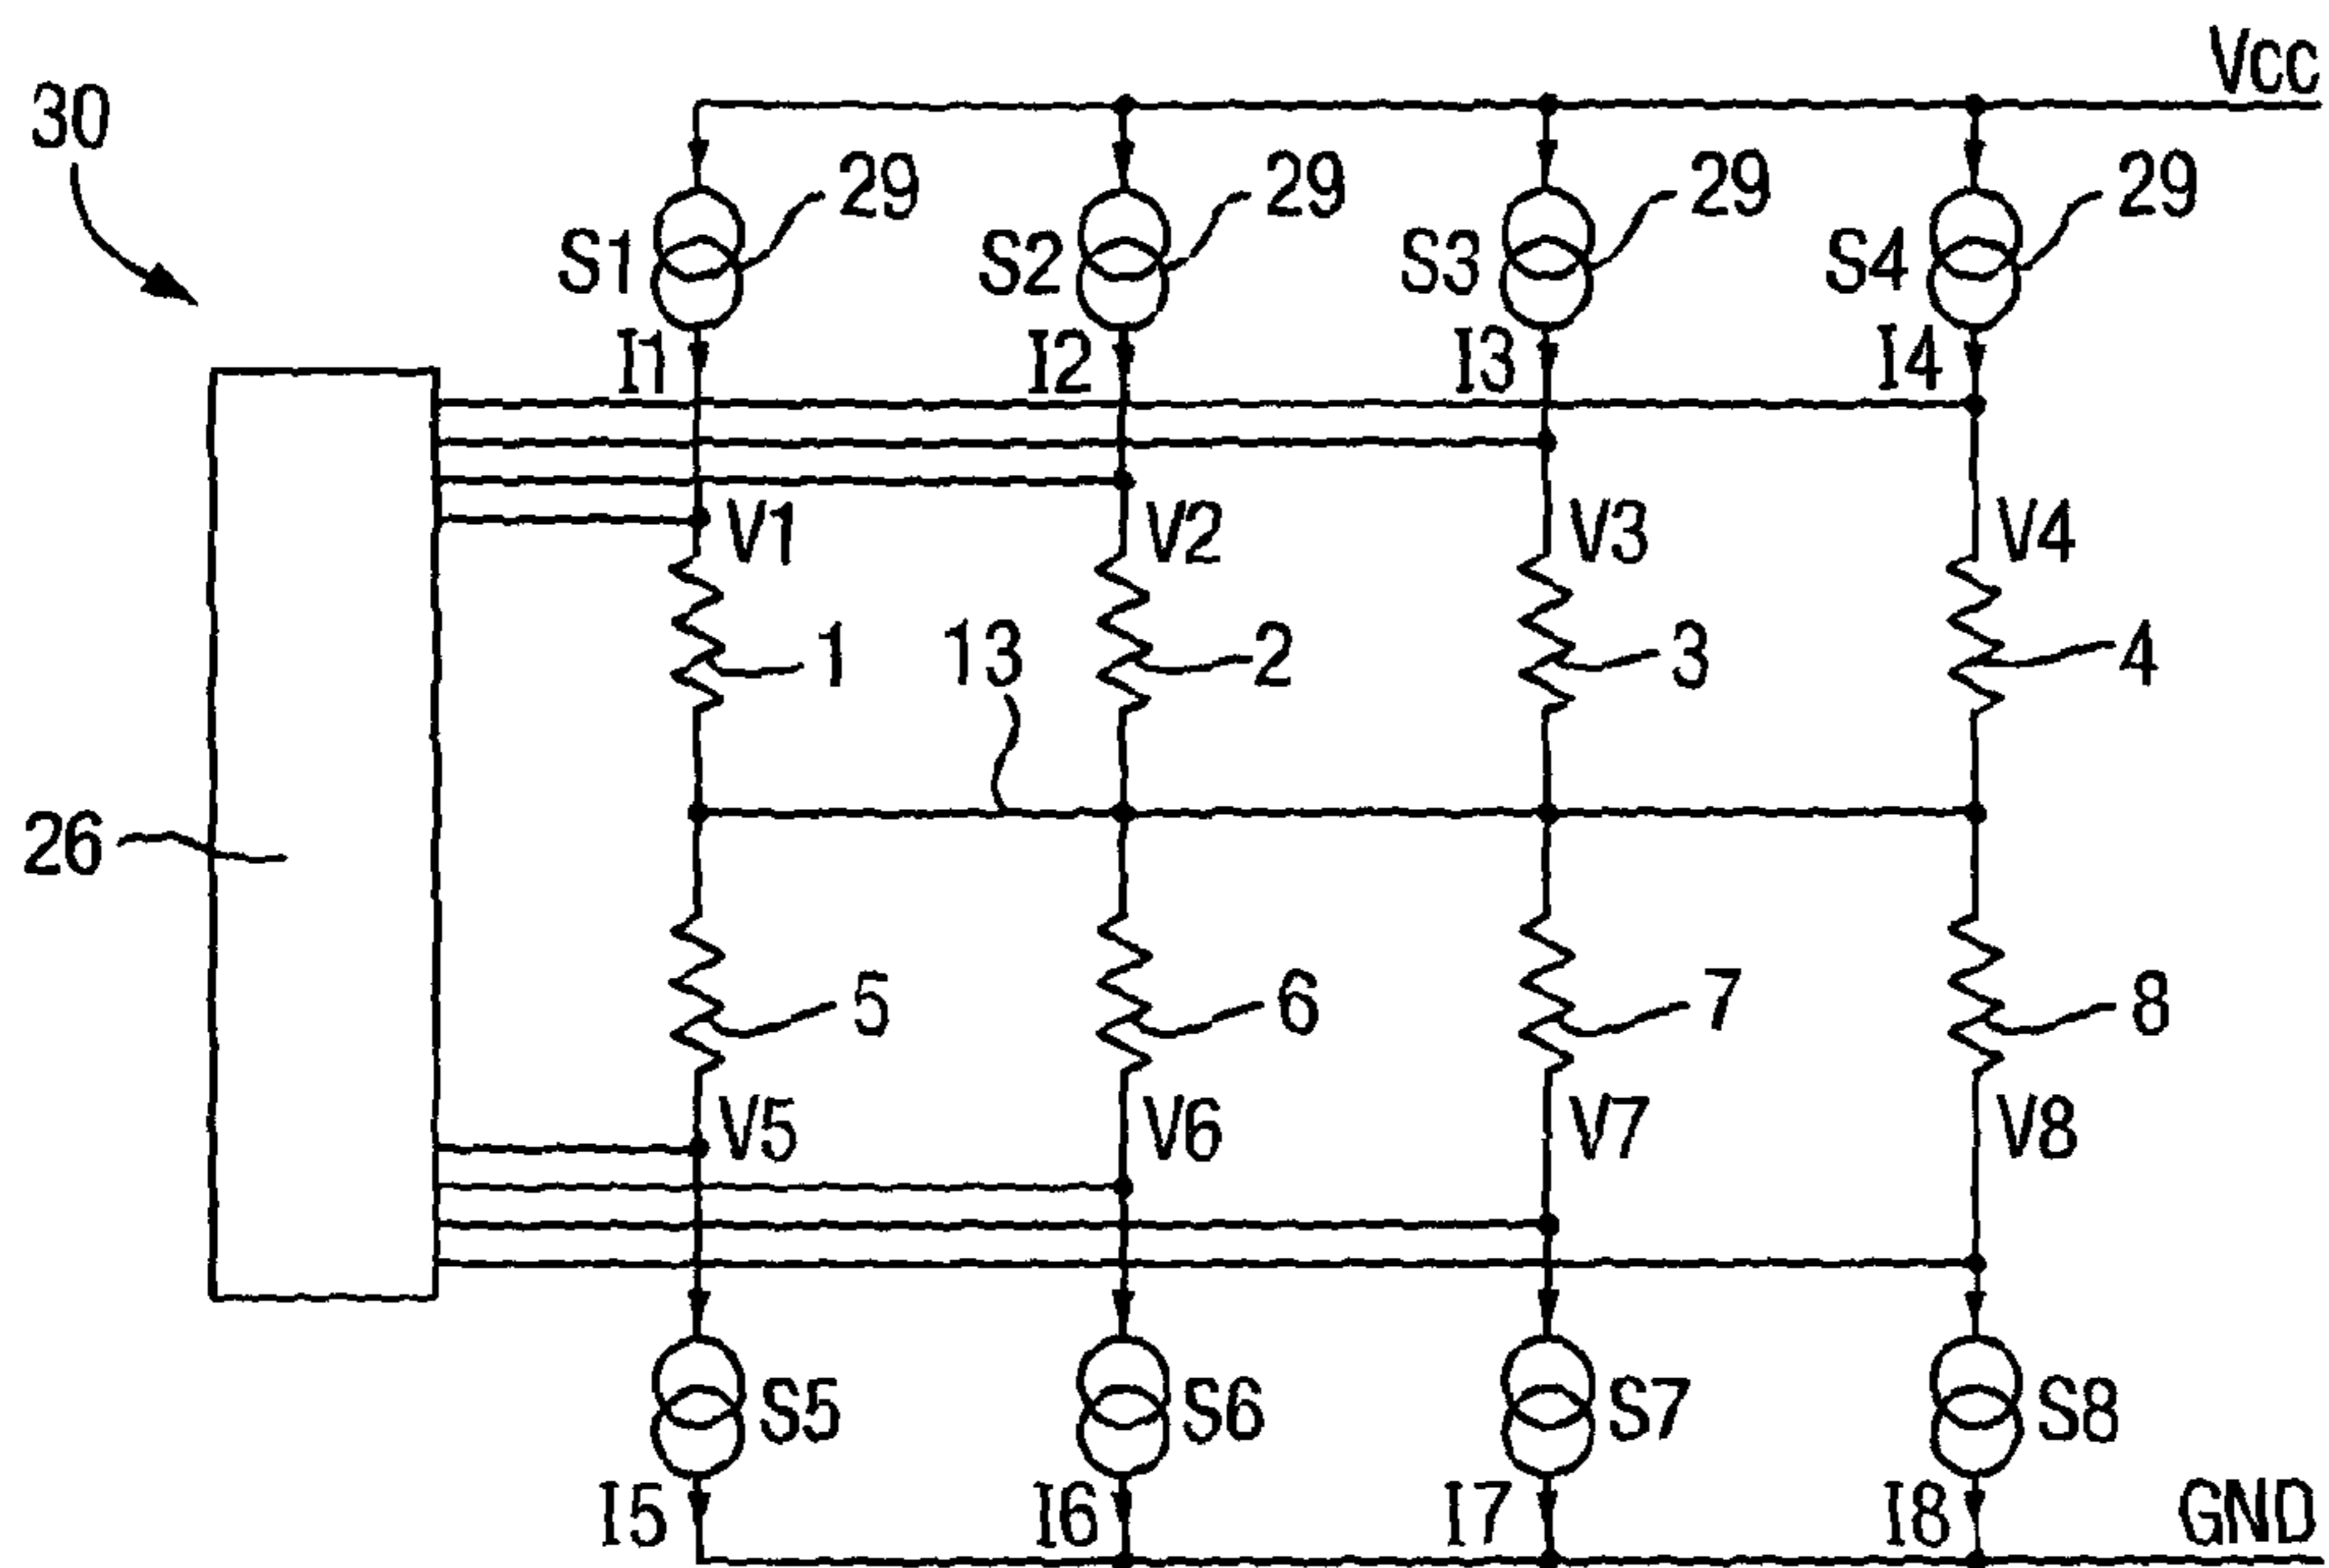 Vcc
30
29 29 29 29
S1 S2 S3 S4
I1 I2 I3 I4
V1 V2 V3 V4
1 13 2 3 4
26
5 6 7 8
V5 V6 V7 V8
S5 S6 S7 S8
I5 I6 I7 I8 GND